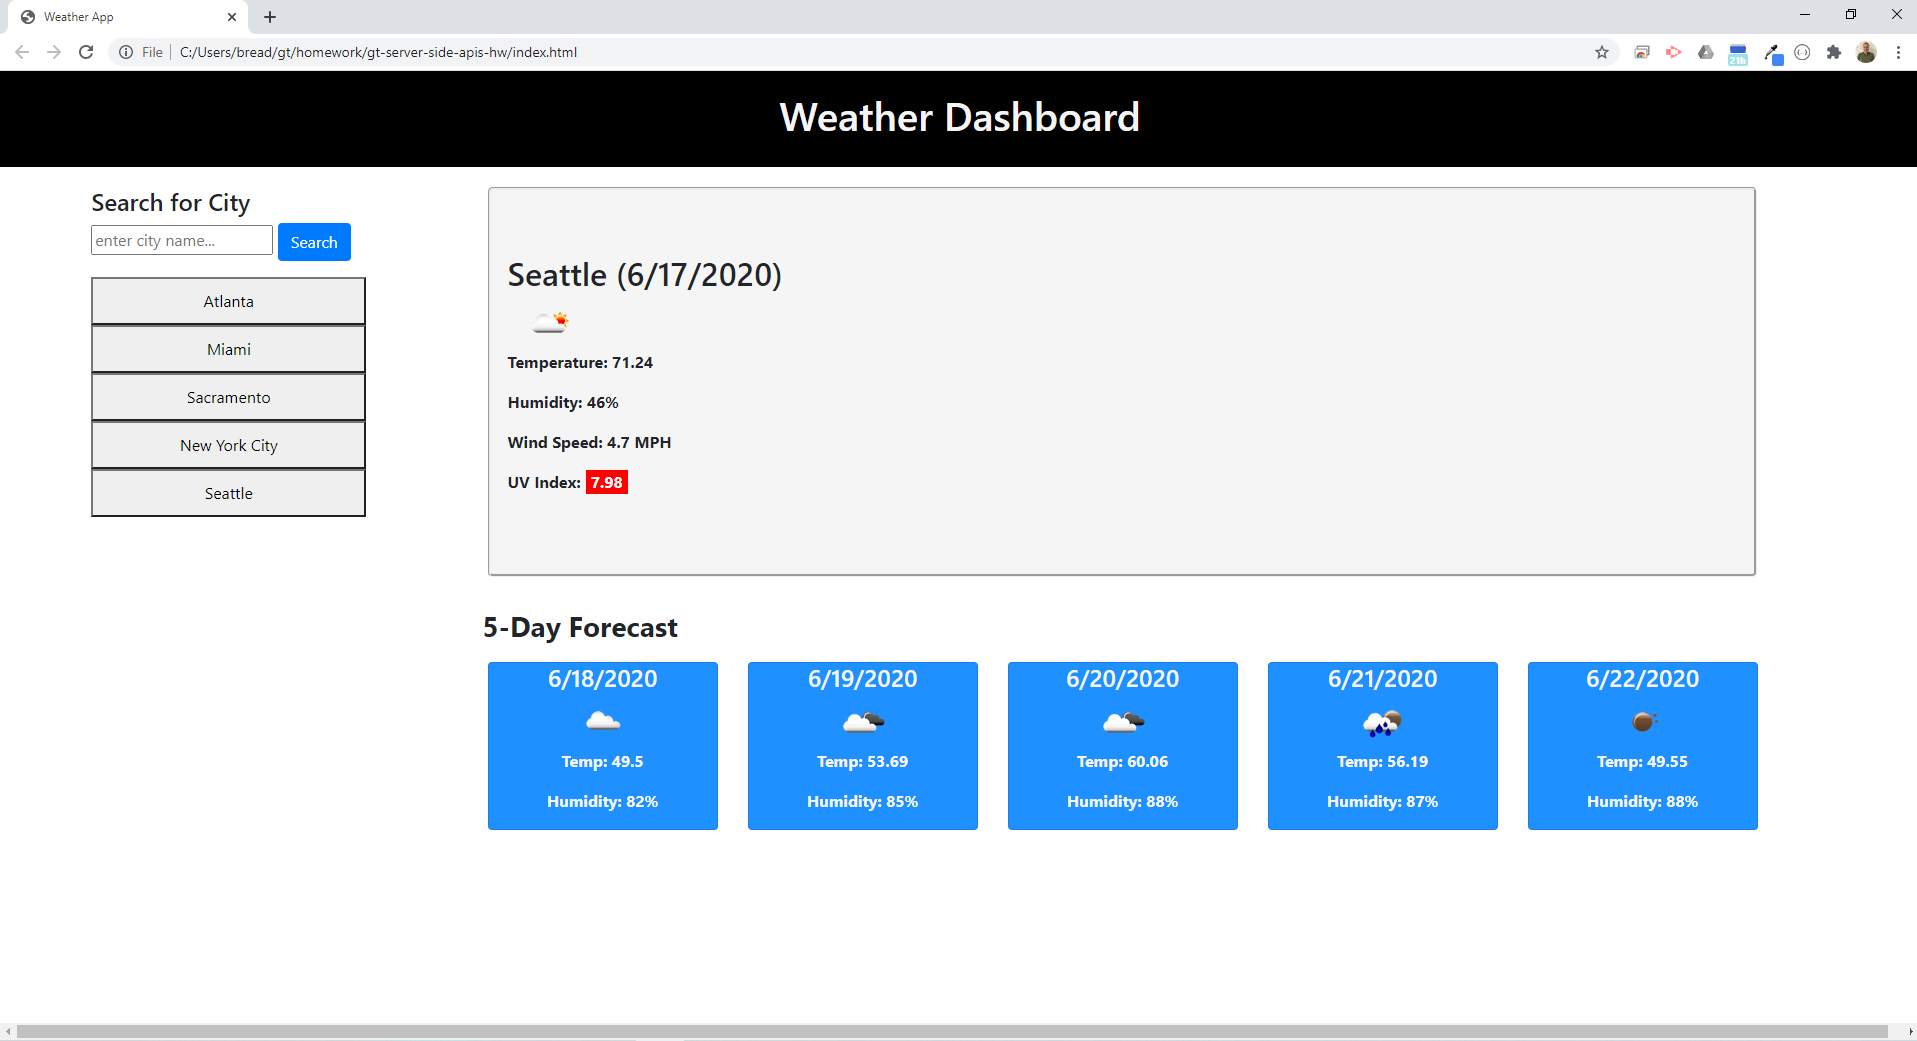 Weather App
File
C:/Users/bread/gt/homework/gt-server-side-apis-hw/index.html
21h
Weather Dashboard
Search for City
enter city name...
Search
Atlanta
Miami
Sacramento
New York City
Seattle
Seattle (6/17/2020)
Temperature: 71.24
Humidity: 46%
Wind Speed: 4.7 MPH
UV Index: 7.98
5-Day Forecast
6/18/2020
Temp: 49.5
Humidity: 82%
6/19/2020
Temp: 53.69
Humidity: 85%
6/20/2020
Temp: 60.06
Humidity: 88%
6/21/2020
Temp: 56.19
Humidity: 87%
6/22/2020
Temp: 49.55
Humidity: 88%